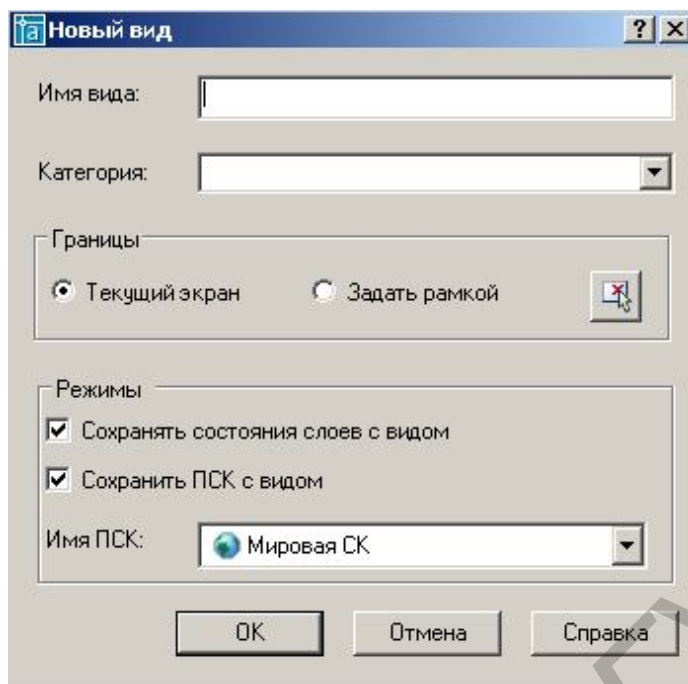 Новый вид
Имя вида:
Категория:
Границы
Текущий экран Задать рамкой
Режимы
Сохранять состояния слоев с видом
Сохранить ПСК с видом
Имя ПСК: Мировая СК
OK Отмена Справка